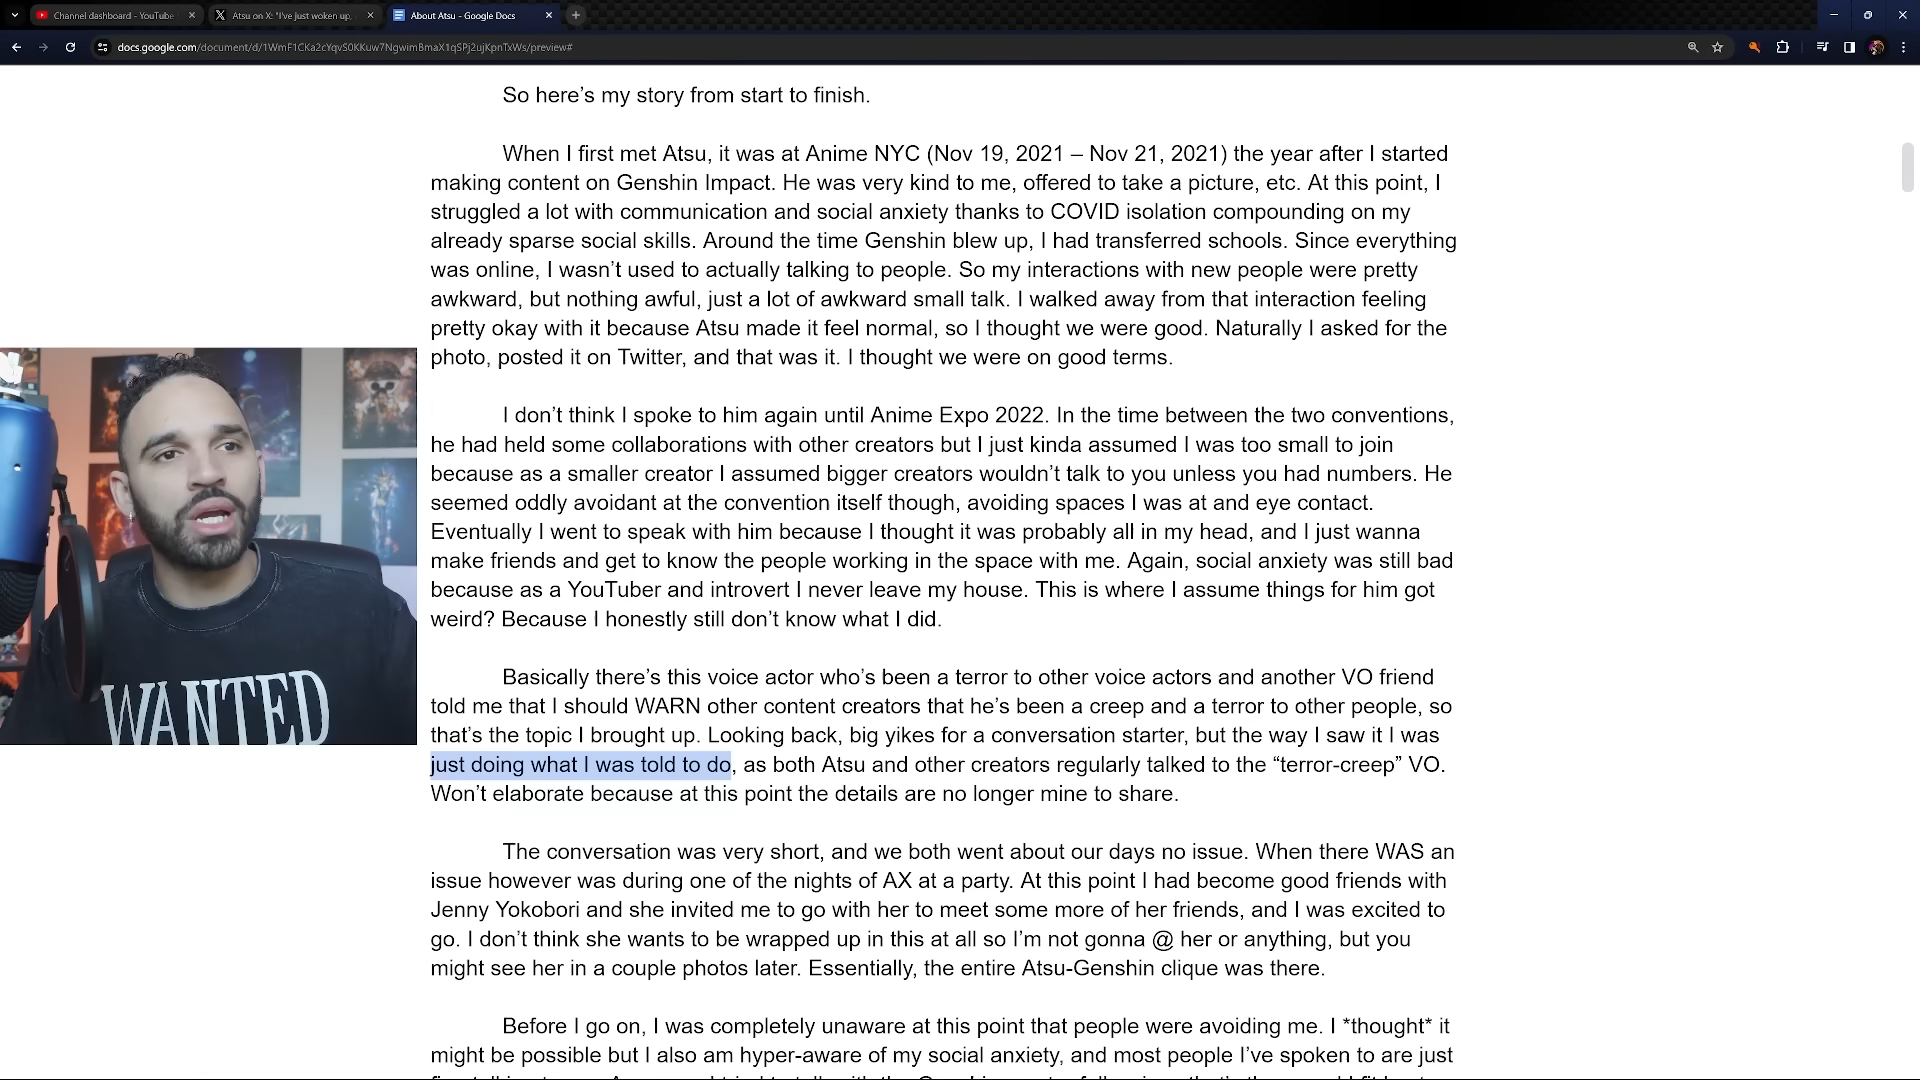 Channel dashboard - YouTube
Atsu on X: "I've just woken up,
About Atsu - Google Docs
docs.google.com/document/d/1WmF1CKa2cYqvS0KKuw7NgwimBmaX1qSPj2ujKpnTxWs/preview#
So here’s my story from start to finish.
When I first met Atsu, it was at Anime NYC (Nov 19, 2021 – Nov 21, 2021) the year after I started
making content on Genshin Impact. He was very kind to me, offered to take a picture, etc. At this point, I
struggled a lot with communication and social anxiety thanks to COVID isolation compounding on my
already sparse social skills. Around the time Genshin blew up, I had transferred schools. Since everything
was online, I wasn’t used to actually talking to people. So my interactions with new people were pretty
awkward, but nothing awful, just a lot of awkward small talk. I walked away from that interaction feeling
pretty okay with it because Atsu made it feel normal, so I thought we were good. Naturally I asked for the
photo, posted it on Twitter, and that was it. I thought we were on good terms.
I don’t think I spoke to him again until Anime Expo 2022. In the time between the two conventions,
he had held some collaborations with other creators but I just kinda assumed I was too small to join
because as a smaller creator I assumed bigger creators wouldn’t talk to you unless you had numbers. He
seemed oddly avoidant at the convention itself though, avoiding spaces I was at and eye contact.
Eventually I went to speak with him because I thought it was probably all in my head, and I just wanna
make friends and get to know the people working in the space with me. Again, social anxiety was still bad
because as a YouTuber and introvert I never leave my house. This is where I assume things for him got
weird? Because I honestly still don’t know what I did.
Basically there’s this voice actor who’s been a terror to other voice actors and another VO friend
told me that I should WARN other content creators that he’s been a creep and a terror to other people, so
that’s the topic I brought up. Looking back, big yikes for a conversation starter, but the way I saw it I was
just doing what I was told to do, as both Atsu and other creators regularly talked to the “terror-creep” VO.
Won’t elaborate because at this point the details are no longer mine to share.
The conversation was very short, and we both went about our days no issue. When there WAS an
issue however was during one of the nights of AX at a party. At this point I had become good friends with
Jenny Yokobori and she invited me to go with her to meet some more of her friends, and I was excited to
go. I don’t think she wants to be wrapped up in this at all so I’m not gonna @ her or anything, but you
might see her in a couple photos later. Essentially, the entire Atsu-Genshin clique was there.
Before I go on, I was completely unaware at this point that people were avoiding me. I *thought* it
might be possible but I also am hyper-aware of my social anxiety, and most people I’ve spoken to are just
WANTED